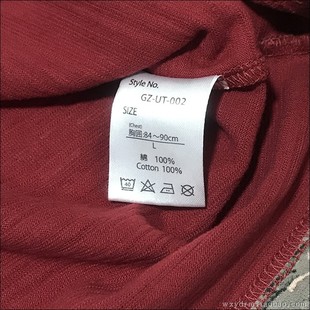 Style No.
GZ-UT-002
SIZE
(Chest)
胸囲:84~90cm
L
綿 100%
Cotton 100%
40